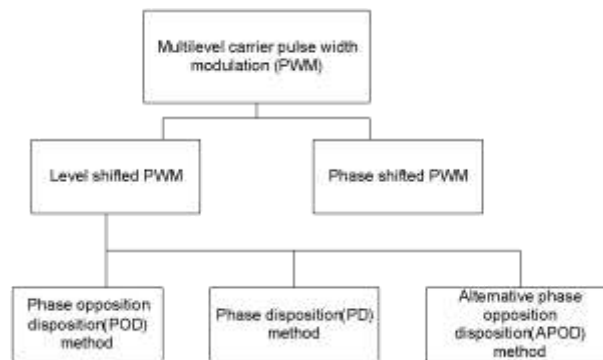 Multilevel carrier pulse width
modulation (PWM)
Level shifted PWM
Phase shifted PWM
Phase opposition
disposition(POD)
method
Phase disposition(PD)
method
Alternative phase
opposition
disposition(APOD)
method